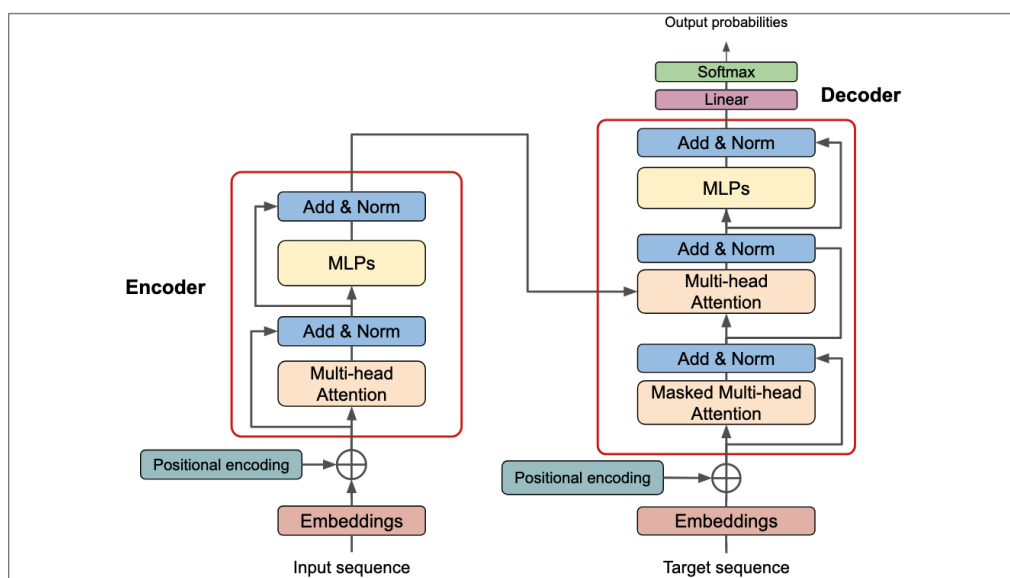 Output probabilities
Softmax
Linear
Decoder
Add & Norm
MLPs
Add & Norm
Multi-head
Attention
Add & Norm
Masked Multi-head
Attention
Positional encoding
Embeddings
Target sequence
Encoder
Add & Norm
MLPs
Add & Norm
Multi-head
Attention
Positional encoding
Embeddings
Input sequence